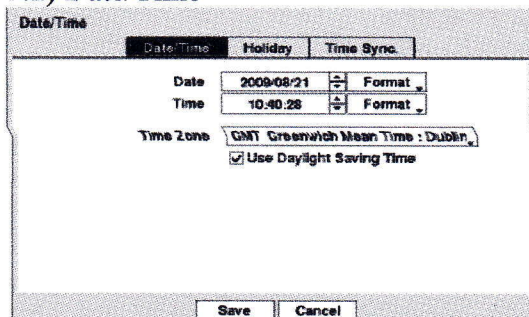 Date/Time
Date/Time Holiday Time Sync.
Date 2009/08/21 Format
Time 10:40:28 Format
Time Zone GMT Greenwich Mean Time : Dublin
Use Daylight Saving Time
Save Cancel